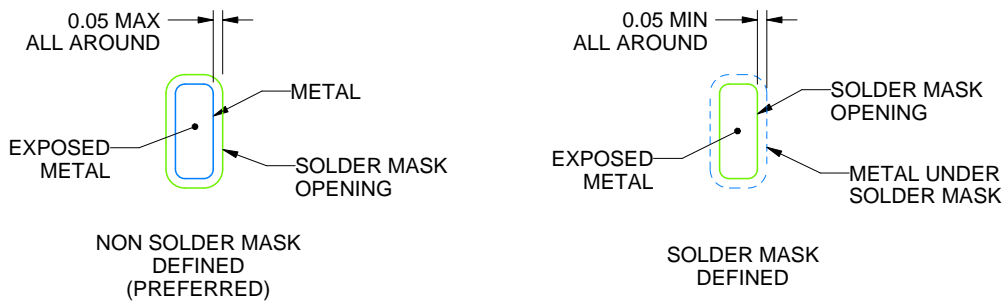 0.05 MAX
ALL AROUND
METAL
EXPOSED
METAL
SOLDER MASK
OPENING
NON SOLDER MASK
DEFINED
(PREFERRED)
0.05 MIN
ALL AROUND
SOLDER MASK
OPENING
EXPOSED
METAL
METAL UNDER
SOLDER MASK
SOLDER MASK
DEFINED